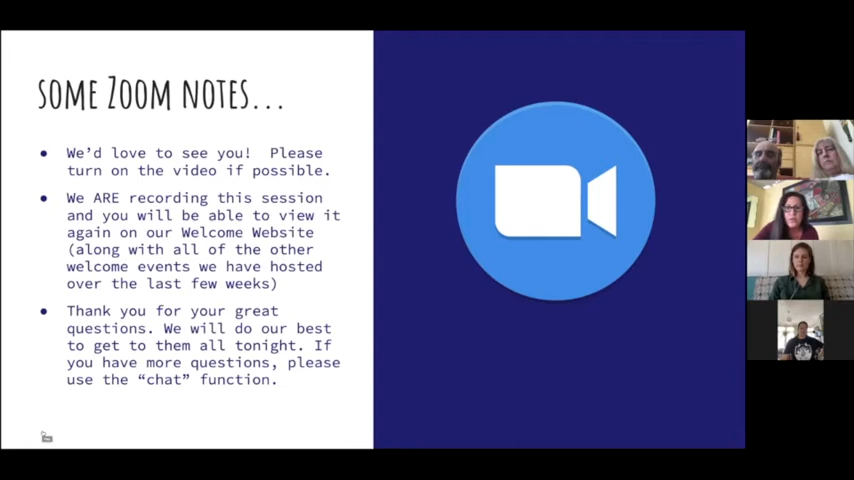 some Zoom notes...
● We'd love to see you!  Please
turn on the video if possible.
● We ARE recording this session
and you will be able to view it
again on our Welcome Website
(along with all of the other
welcome events we have hosted
over the last few weeks)
● Thank you for your great
questions. We will do our best
to get to them all tonight. If
you have more questions, please
use the “chat” function.